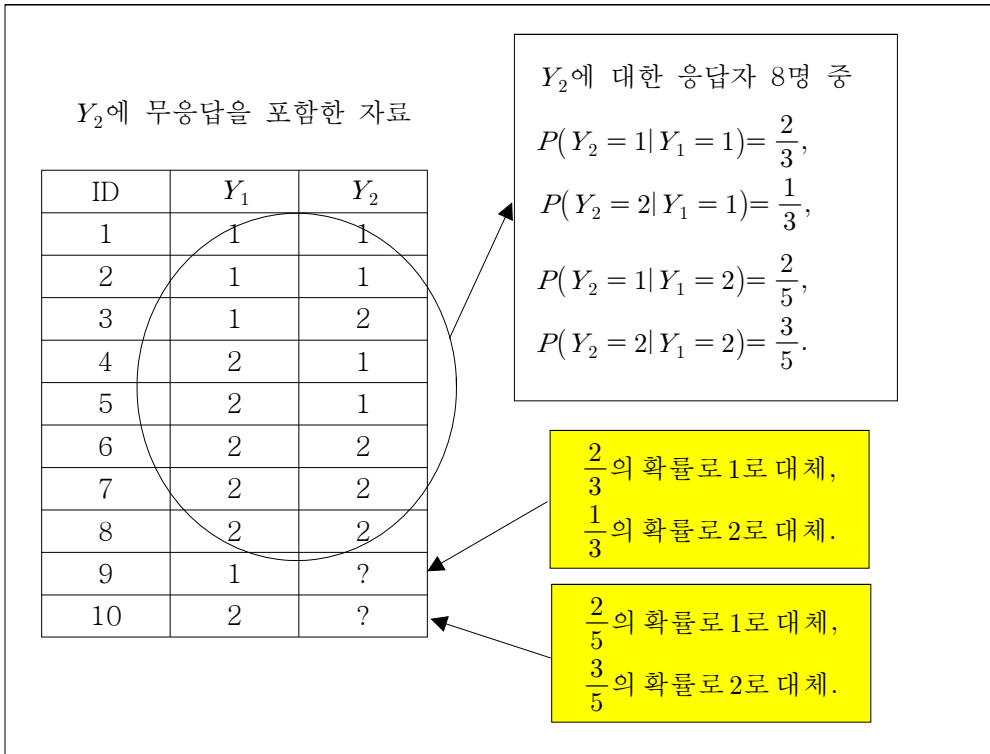 Y₂에 무응답을 포함한 자료
ID Y₁ Y₂
1 1 1
2 1 1
3 1 2
4 2 1
5 2 1
6 2 2
7 2 2
8 2 2
9 1 ?
10 2 ?
Y₂에 대한 응답자 8명 중
P(Y₂ = 1|Y₁ = 1)= 2/3,
P(Y₂ = 2|Y₁ = 1)= 1/3,
P(Y₂ = 1|Y₁ = 2)= 2/5,
P(Y₂ = 2|Y₁ = 2)= 3/5.
2/3의 확률로 1로 대체,
1/3의 확률로 2로 대체.
2/5의 확률로 1로 대체,
3/5의 확률로 2로 대체.